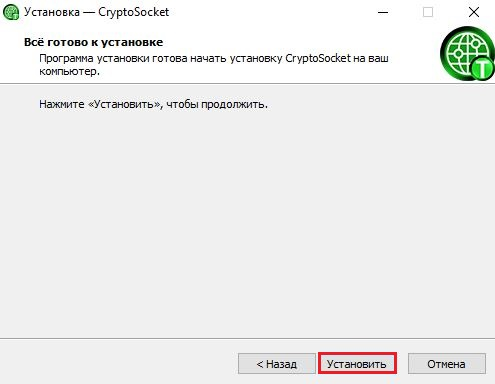 Установка — CryptoSocket
Всё готово к установке
Программа установки готова начать установку CryptoSocket на ваш
компьютер.
T
Нажмите «Установить», чтобы продолжить.
< Назад
Установить
Отмена